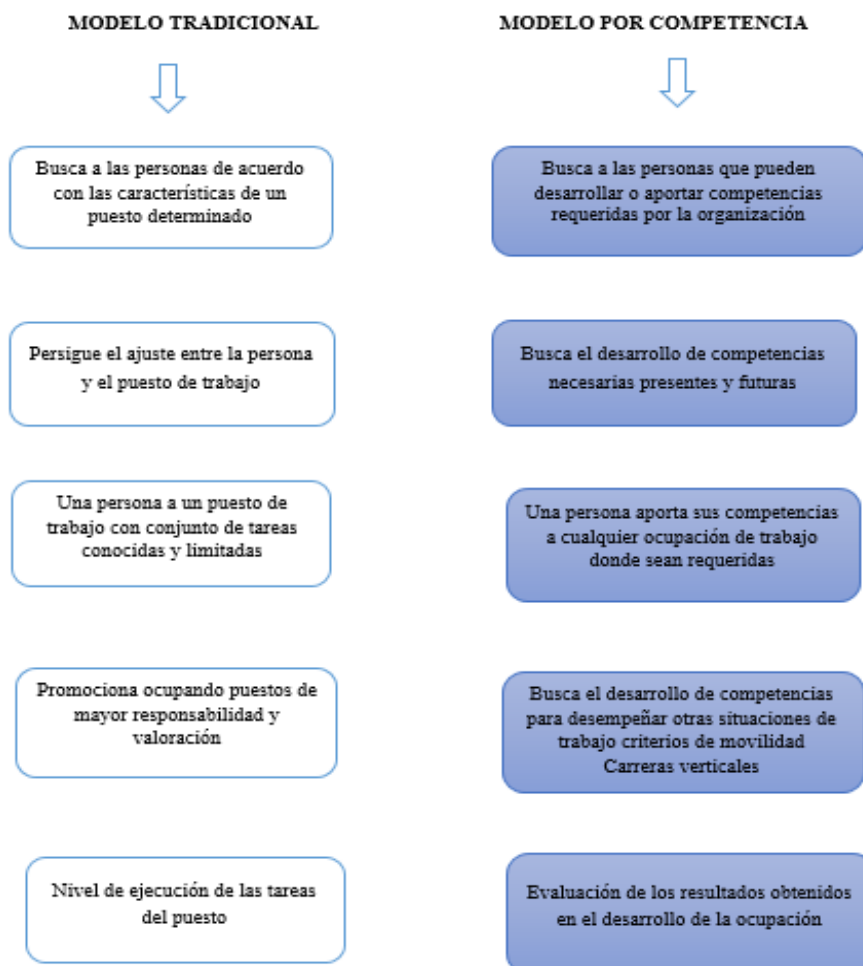 MODELO TRADICIONAL
MODELO POR COMPETENCIA
Busca a las personas de acuerdo
con las características de un
puesto determinado
Busca a las personas que pueden
desarrollar o aportar competencias
requeridas por la organización
Persigue el ajuste entre la persona
y el puesto de trabajo
Busca el desarrollo de competencias
necesarias presentes y futuras
Una persona a un puesto de
trabajo con conjunto de tareas
conocidas y limitadas
Una persona aporta sus competencias
a cualquier ocupación de trabajo
donde sean requeridas
Promociona ocupando puestos de
mayor responsabilidad y
valoración
Busca el desarrollo de competencias
para desempeñar otras situaciones de
trabajo criterios de movilidad
Carreras verticales
Nivel de ejecución de las tareas
del puesto
Evaluación de los resultados obtenidos
en el desarrollo de la ocupación